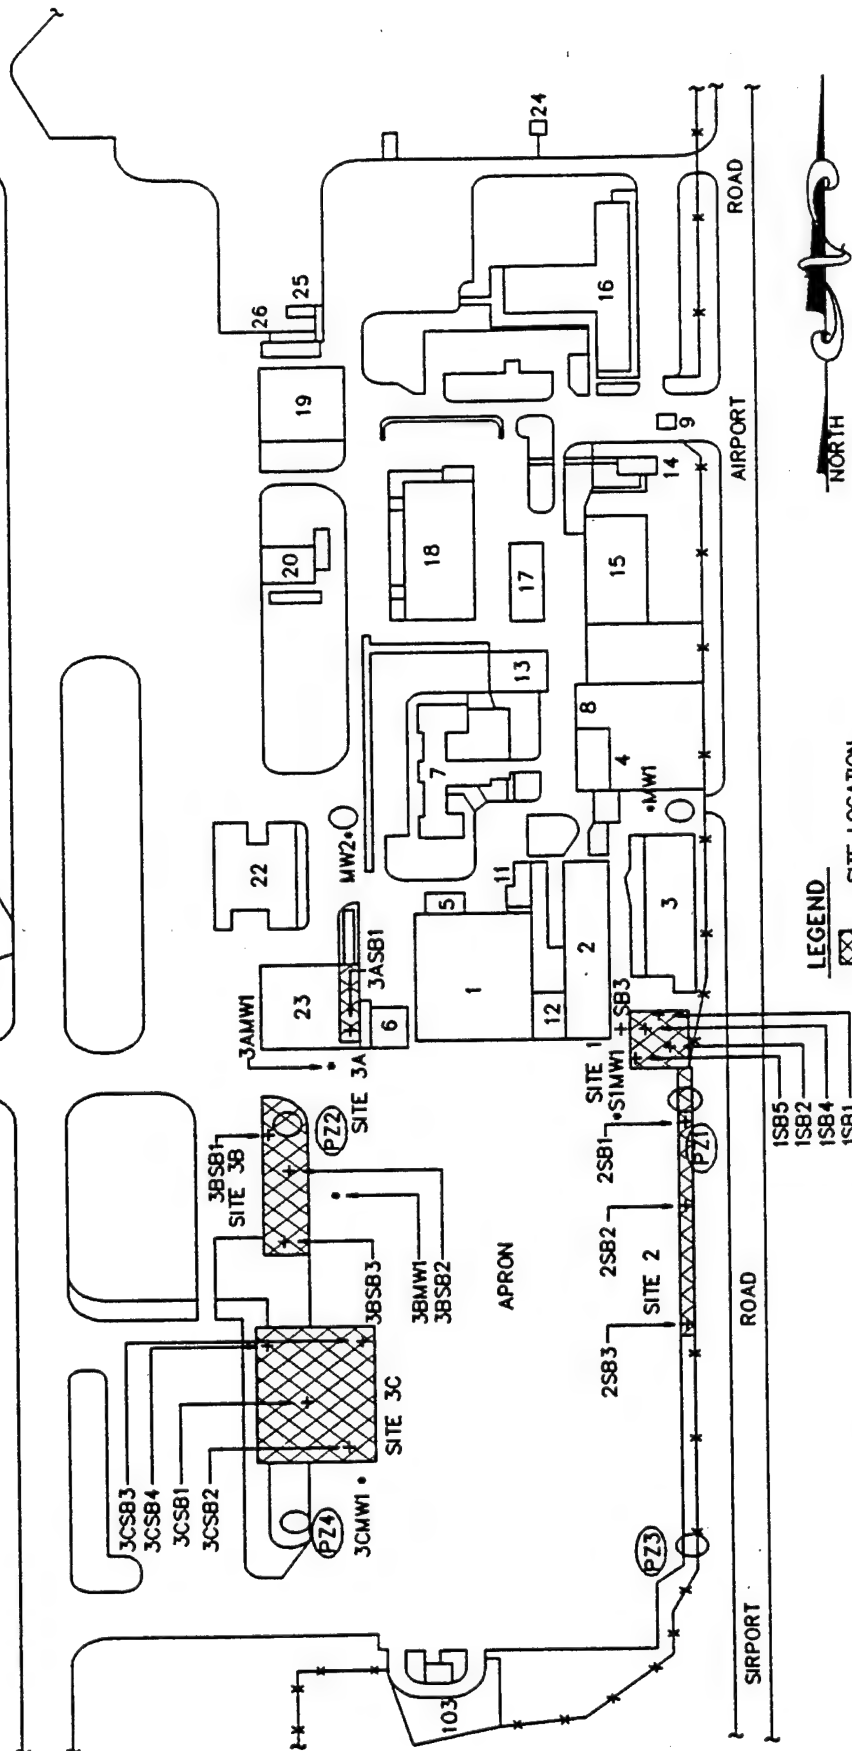 24
ROAD
25
26
16
19
9
14
AIRPORT
NORTH
20
18
17
15
13
8
7
4
MW1
22
MW2
11
5
3
LEGEND
SITE LOCATION
3ASB1
23
6
1
2
12
3AMW1
SITE 3A
SB3
SITE 1
S1MW1
1SB5
1SB2
1SB4
1SB1
3BSB1
SITE 3B
PZ2
2SB1
PZ1
2SB2
SITE 2
2SB3
3BSB3
3BMW1
3BSB2
APRON
ROAD
3CSB3
3CSB4
3CSB1
3CSB2
SITE 3C
PZ4
3CMW1
PZ3
103
SIRPORT